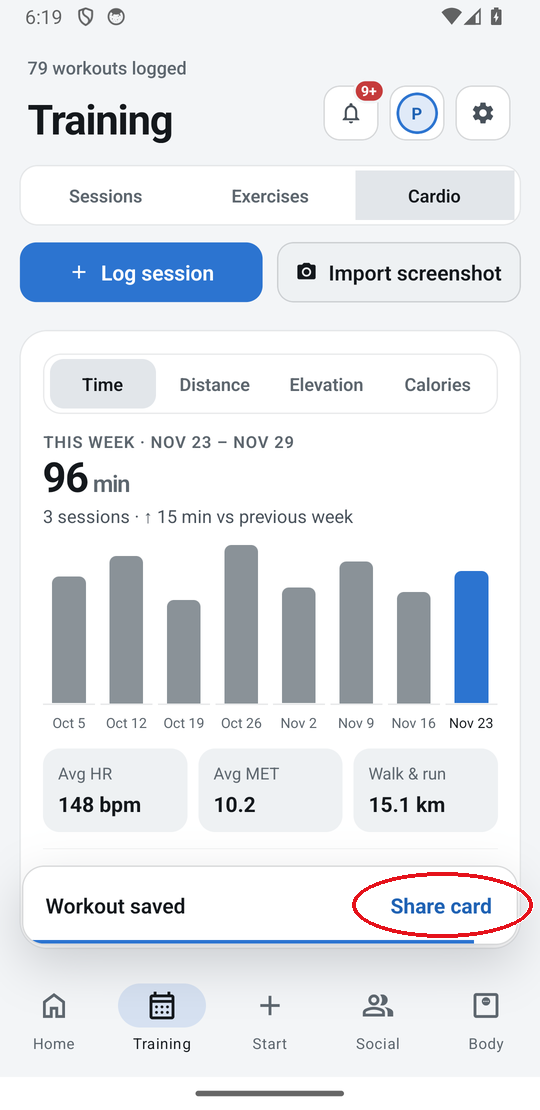 6:19
79 workouts logged
Training
9+
P
Sessions Exercises Cardio
+ Log session Import screenshot
Time Distance Elevation Calories
THIS WEEK · NOV 23 – NOV 29
96 min
3 sessions · ↑ 15 min vs previous week
Oct 5 Oct 12 Oct 19 Oct 26 Nov 2 Nov 9 Nov 16 Nov 23
Avg HR Avg MET Walk & run
148 bpm 10.2 15.1 km
Workout saved Share card
Home Training Start Social Body